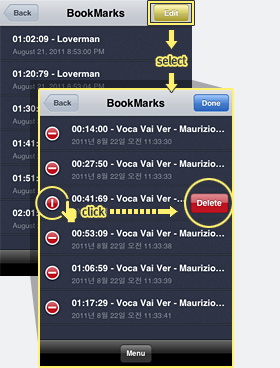 Back
BookMarks
Edit
01:02:09 - Loverman
August 21, 2011 8:53:00 PM
select
01:20:79 - Loverman
August 21, 2011 8:53:04 PM
01:30:
August
01:41:
August
01:51:
August
02:01:
August
Back
BookMarks
Done
00:14:00 - Voca Vai Ver - Maurizio...
2011년 8월 22일 오전 11:33:30
00:27:50 - Voca Vai Ver - Maurizio...
2011년 8월 22일 오전 11:33:33
00:41:69 - Voca Vai Ver -...
2011년 8월 22일 오전
Delete
click
00:53:09 - Voca Vai Ver - Maurizio...
2011년 8월 22일 오전 11:33:38
01:06:59 - Voca Vai Ver - Maurizio...
2011년 8월 22일 오전 11:33:39
01:17:29 - Voca Vai Ver - Maurizio...
2011년 8월 22일 오전 11:33:41
Menu